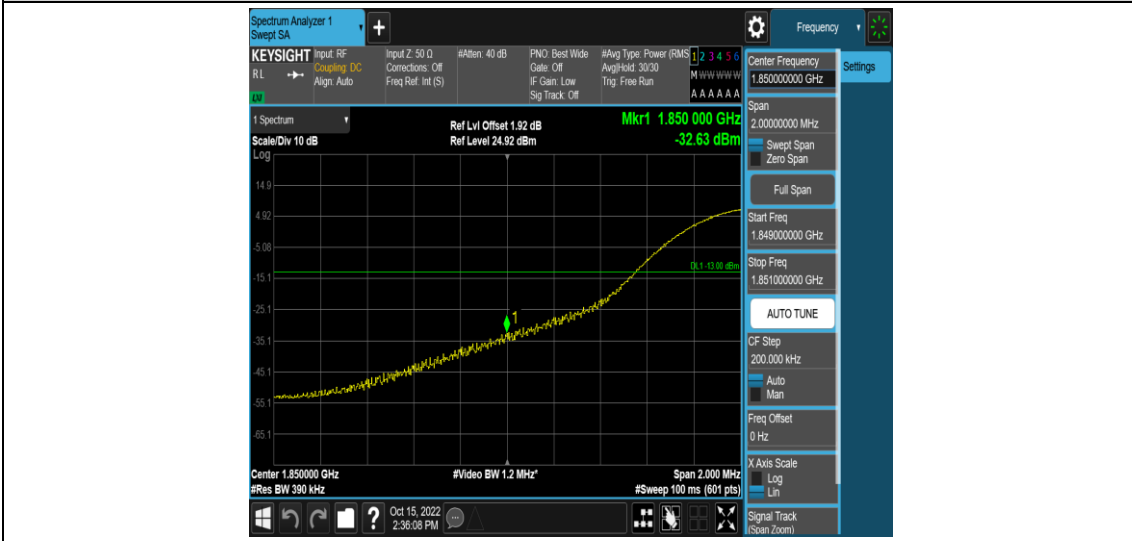 Spectrum Analyzer 1
Swept SA
+
Frequency
KEYSIGHT
RL
LXI
Input: RF
Coupling: DC
Align: Auto
Input Z: 50 Ω
Corrections: Off
Freq Ref: Int (S)
#Atten: 40 dB
PNO: Best Wide
Gate: Off
IF Gain: Low
Sig Track: Off
#Avg Type: Power (RMS
Avg|Hold: 30/30
Trig: Free Run
1 2 3 4 5 6
M W W W W W
A A A A A A
1 Spectrum
Scale/Div 10 dB
Log
Ref Lvl Offset 1.92 dB
Ref Level 24.92 dBm
Mkr1 1.850 000 GHz
-32.63 dBm
14.9
4.92
-5.08
-15.1
-25.1
-35.1
-45.1
-55.1
-65.1
DL1 -13.00 dBm
1
Center 1.850000 GHz
#Res BW 390 kHz
#Video BW 1.2 MHz*
Span 2.000 MHz
#Sweep 100 ms (601 pts)
?
Oct 15, 2022
2:36:08 PM
Center Frequency
1.850000000 GHz
Settings
Span
2.00000000 MHz
Swept Span
Zero Span
Full Span
Start Freq
1.849000000 GHz
Stop Freq
1.851000000 GHz
AUTO TUNE
CF Step
200.000 kHz
Auto
Man
Freq Offset
0 Hz
X Axis Scale
Log
Lin
Signal Track
(Span Zoom)